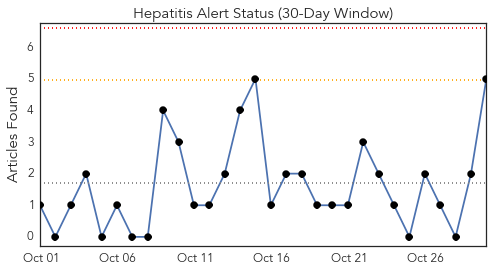 Hepatitis Alert Status (30-Day Window)
Articles Found
6
5
4
3
2
1
0
Oct 01 Oct 06 Oct 11 Oct 16 Oct 21 Oct 26